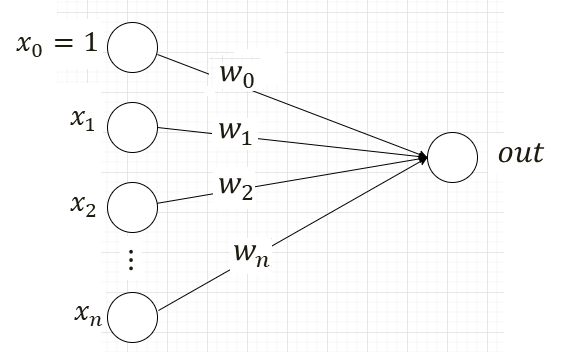 x₀ = 1
w₀
x₁
w₁
out
x₂
w₂
⋮
wₙ
xₙ